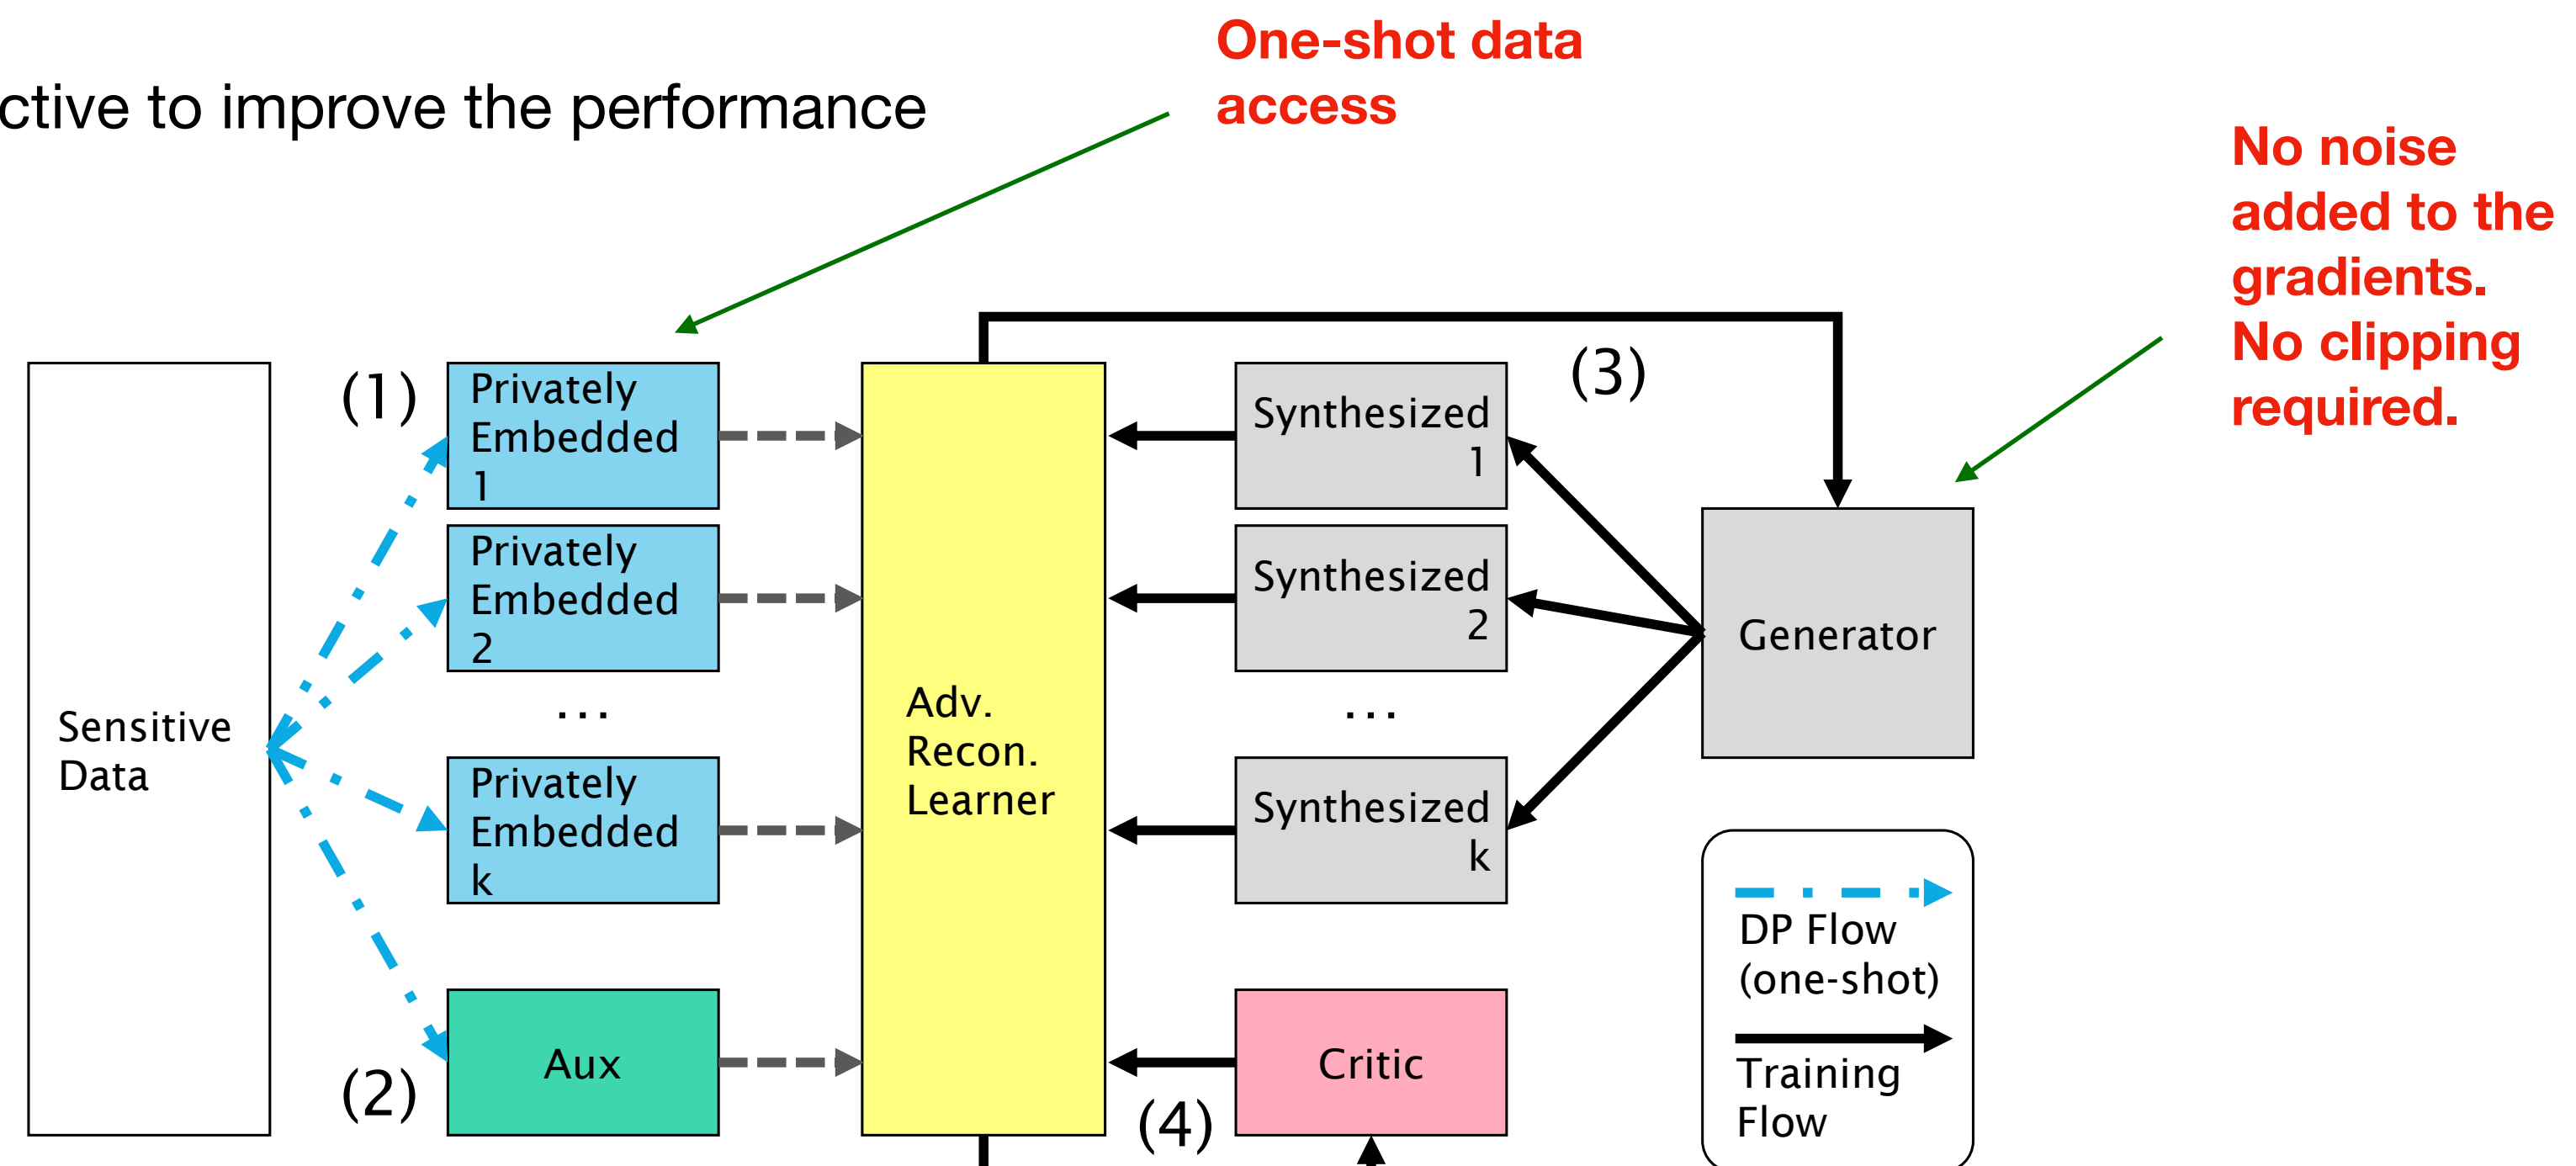 One-shot data
access
ctive to improve the performance
No noise
added to the
gradients.
No clipping
required.
(1)
Privately
Embedded
1
Privately
Embedded
2
...
Privately
Embedded
k
Sensitive
Data
(2)
Aux
Adv.
Recon.
Learner
Synthesized
1
(3)
Synthesized
2
...
Synthesized
k
Generator
(4)
Critic
DP Flow
(one-shot)
Training
Flow